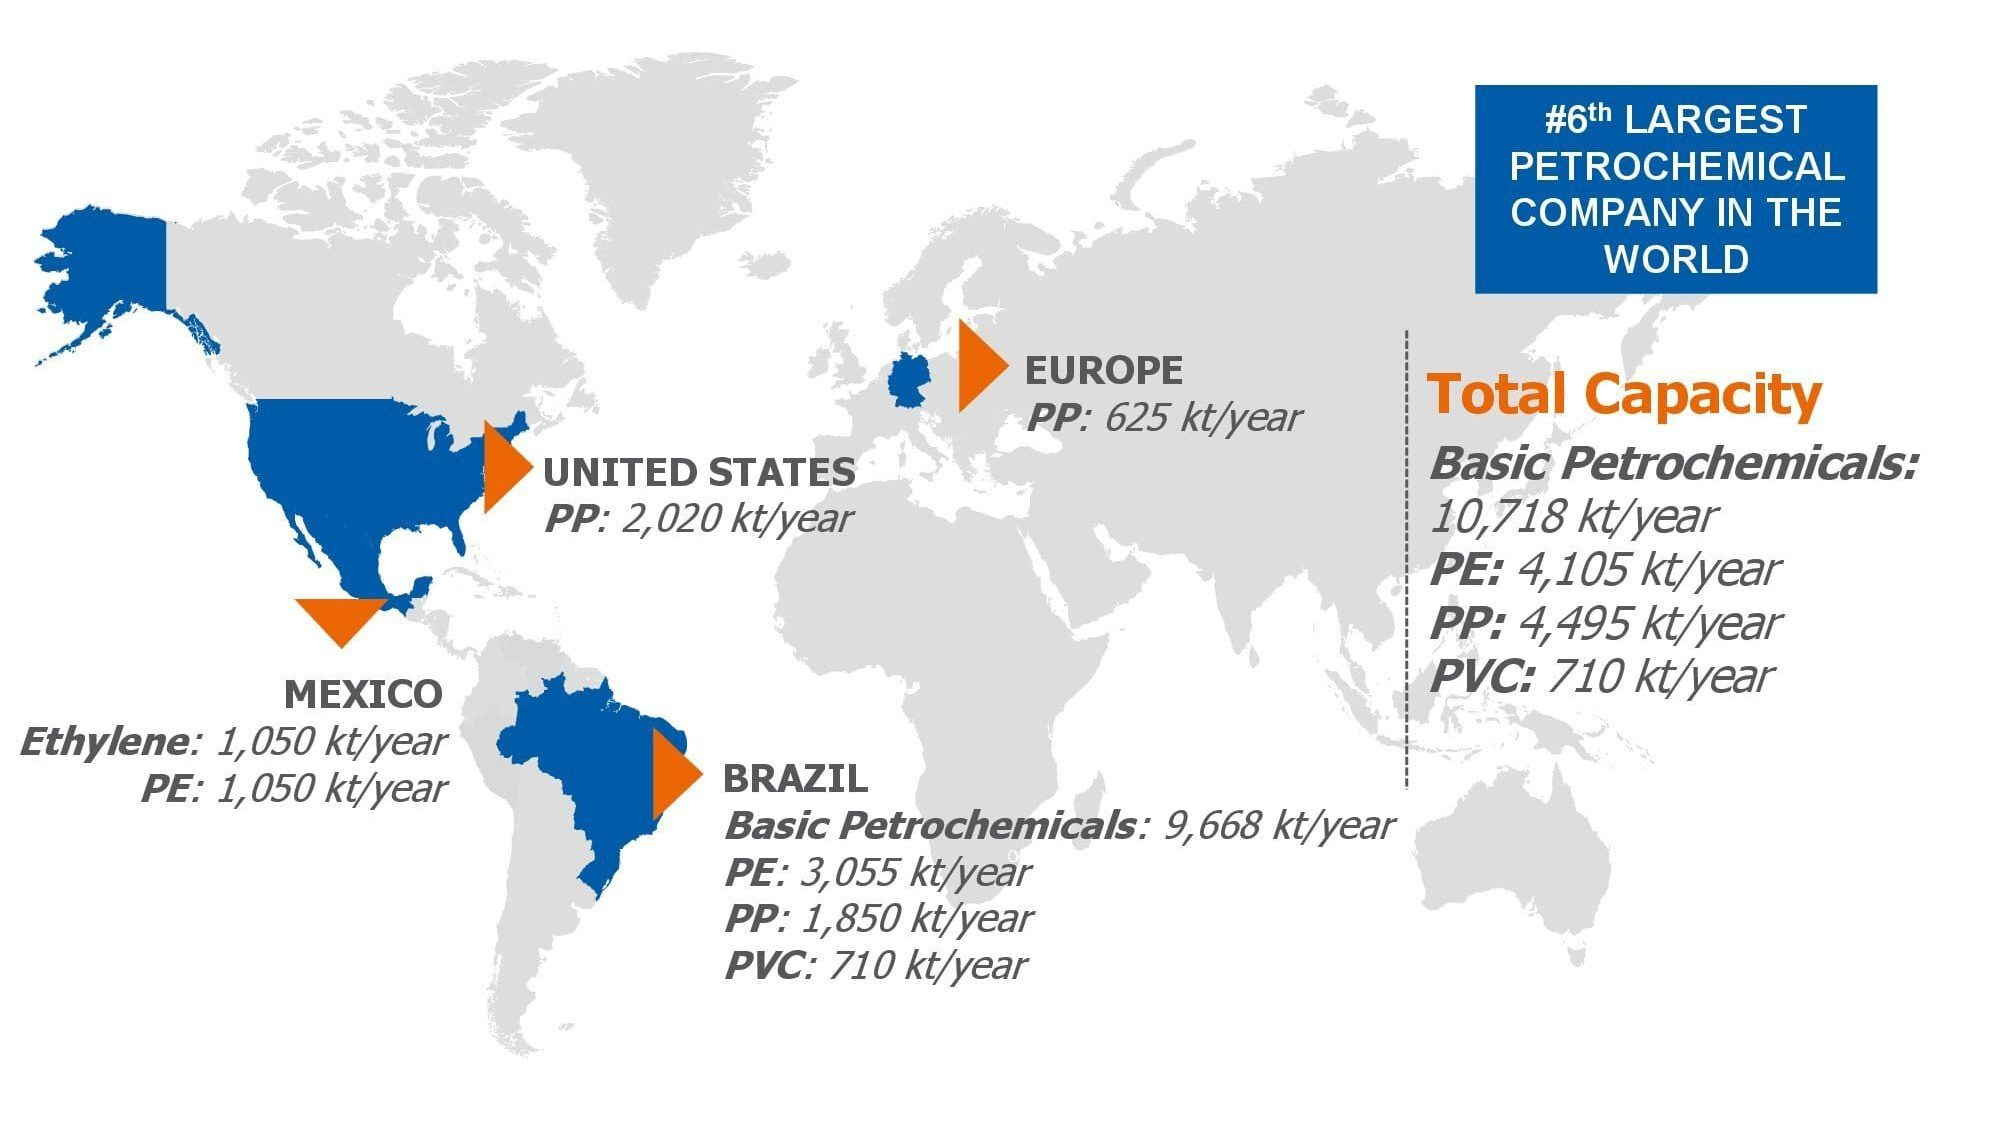 #6th LARGEST
PETROCHEMICAL
COMPANY IN THE
WORLD
EUROPE
PP: 625 kt/year
UNITED STATES
PP: 2,020 kt/year
MEXICO
Ethylene: 1,050 kt/year
PE: 1,050 kt/year
BRAZIL
Basic Petrochemicals: 9,668 kt/year
PE: 3,055 kt/year
PP: 1,850 kt/year
PVC: 710 kt/year
Total Capacity
Basic Petrochemicals:
10,718 kt/year
PE: 4,105 kt/year
PP: 4,495 kt/year
PVC: 710 kt/year